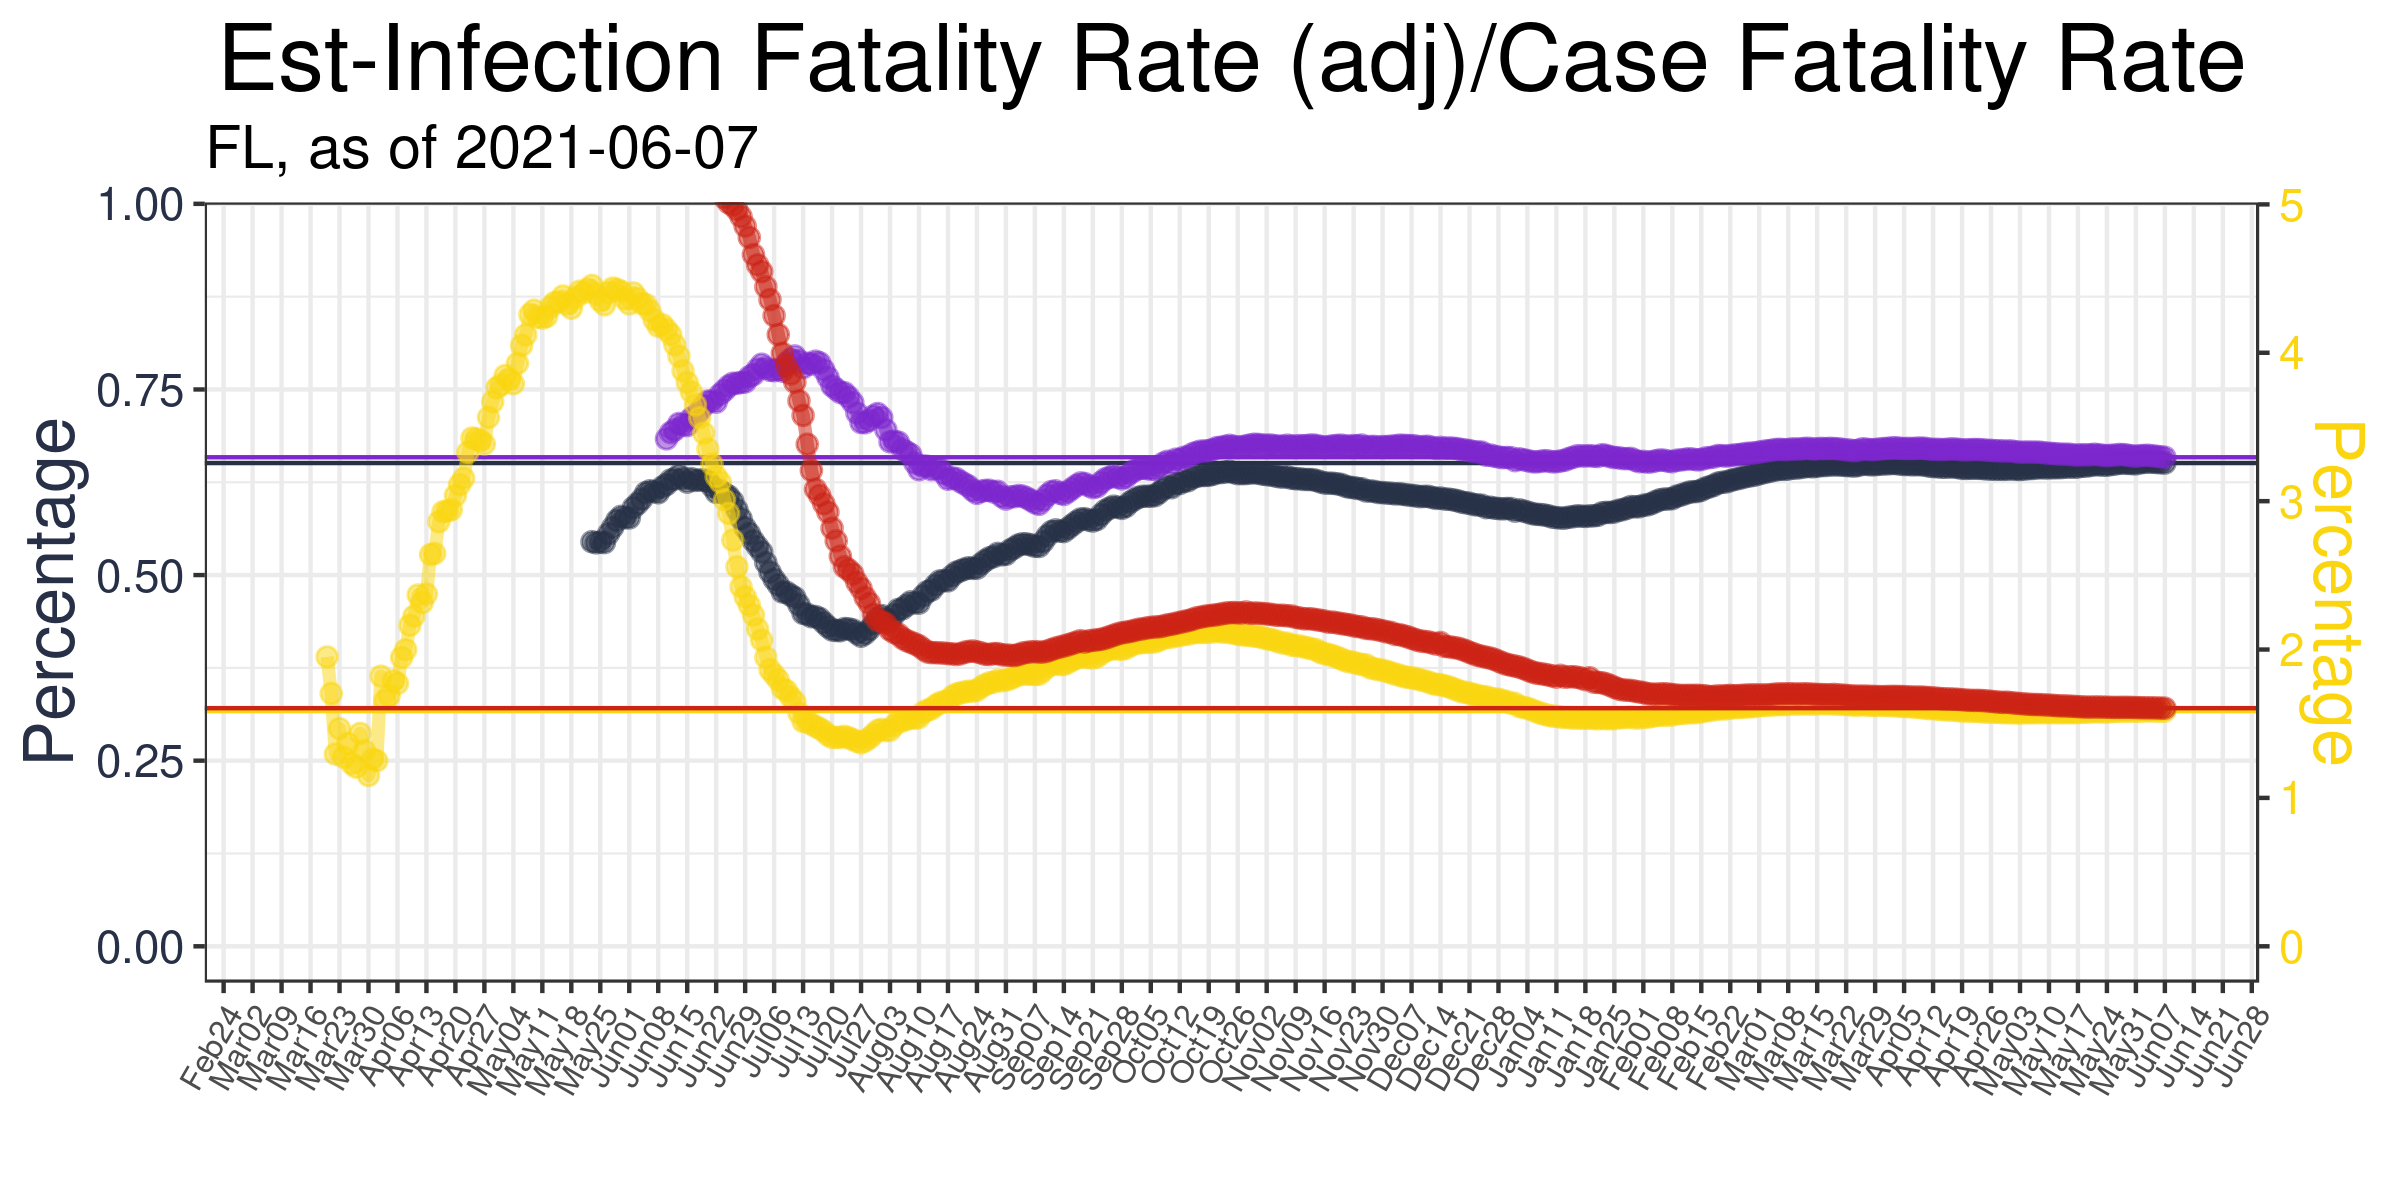 Est-Infection Fatality Rate (adj)/Case Fatality Rate
FL, as of 2021-06-07
1.00
0.75
0.50
0.25
0.00
Percentage
5
4
3
2
1
0
Percentage
Feb24
Mar02
Mar09
Mar16
Mar23
Mar30
Apr06
Apr13
Apr20
Apr27
May04
May11
May18
May25
Jun01
Jun08
Jun15
Jun22
Jun29
Jul06
Jul13
Jul20
Jul27
Aug03
Aug10
Aug17
Aug24
Aug31
Sep07
Sep14
Sep21
Sep28
Oct05
Oct12
Oct19
Oct26
Nov02
Nov09
Nov16
Nov23
Nov30
Dec07
Dec14
Dec21
Dec28
Jan04
Jan11
Jan18
Jan25
Feb01
Feb08
Feb15
Feb22
Mar01
Mar08
Mar15
Mar22
Mar29
Apr05
Apr12
Apr19
Apr26
May03
May10
May17
May24
May31
Jun07
Jun14
Jun21
Jun28